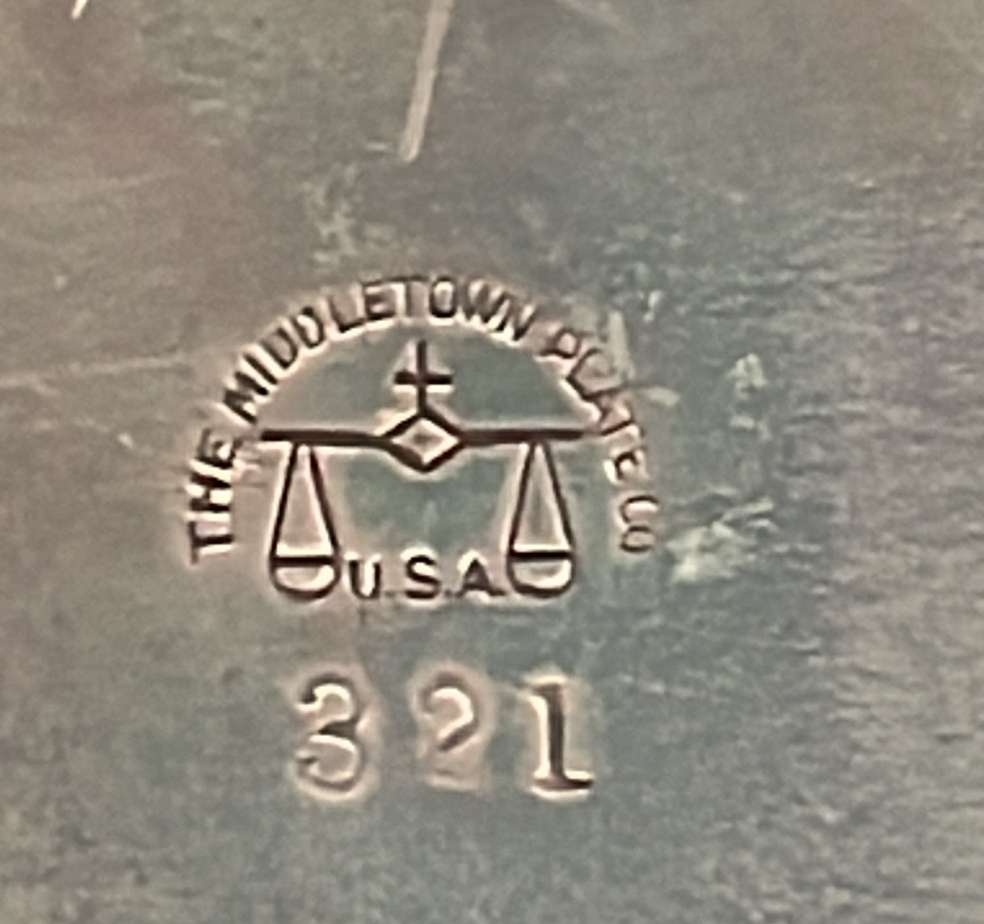 THE MIDDLETOWN PLATE CO
U.S.A.
321